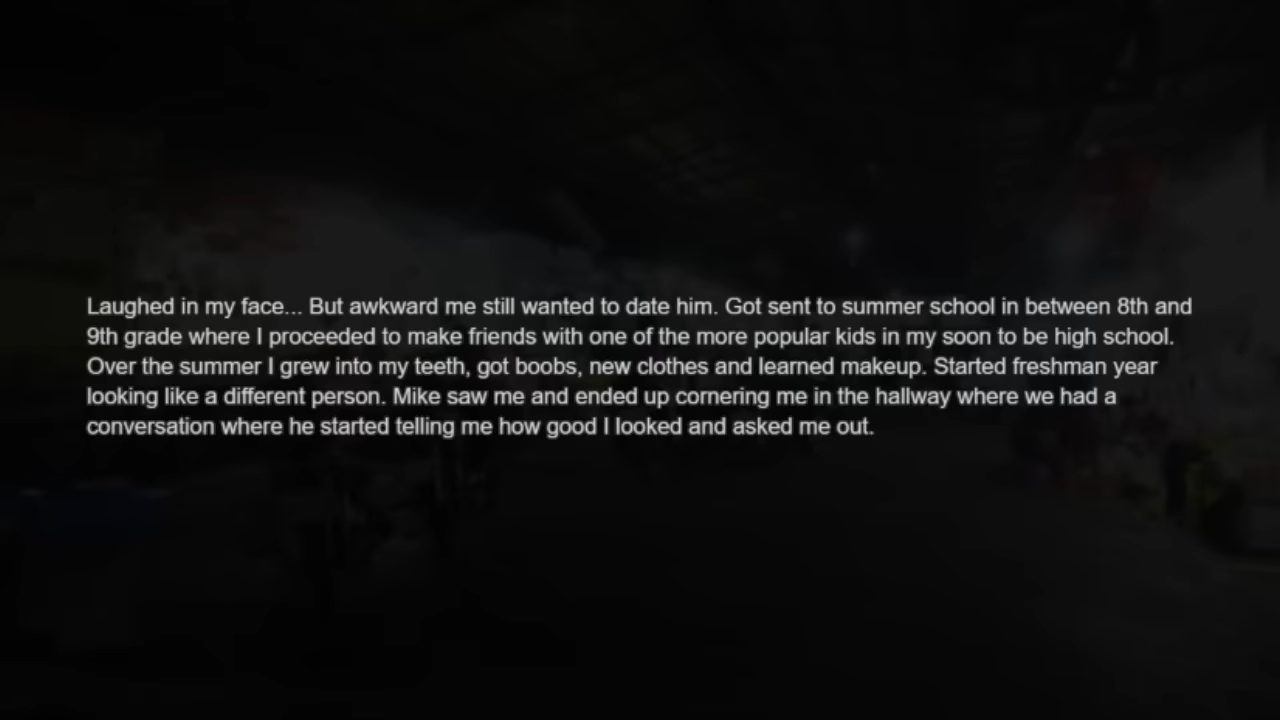 Laughed in my face... But awkward me still wanted to date him. Got sent to summer school in between 8th and
9th grade where I proceeded to make friends with one of the more popular kids in my soon to be high school.
Over the summer I grew into my teeth, got boobs, new clothes and learned makeup. Started freshman year
looking like a different person. Mike saw me and ended up cornering me in the hallway where we had a
conversation where he started telling me how good I looked and asked me out.